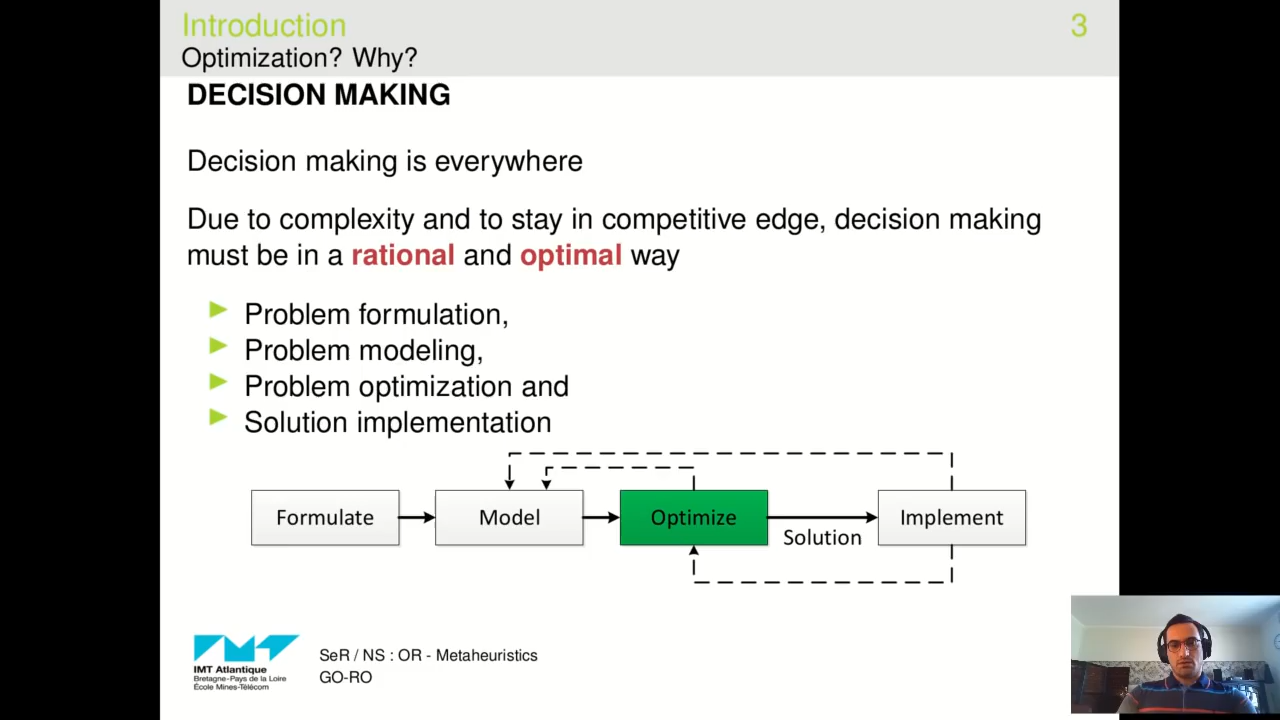 Introduction
3
Optimization? Why?
DECISION MAKING
Decision making is everywhere
Due to complexity and to stay in competitive edge, decision making
must be in a rational and optimal way
Problem formulation,
Problem modeling,
Problem optimization and
Solution implementation
Formulate
Model
Optimize
Solution
Implement
IMT Atlantique
Bretagne-Pays de la Loire
École Mines-Télécom
SeR / NS : OR - Metaheuristics
GO-RO